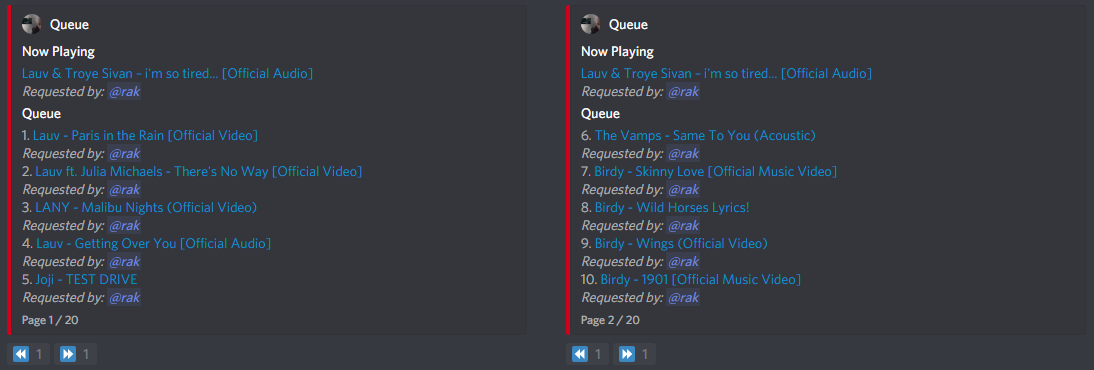 Queue
Now Playing
Lauv & Troye Sivan - i'm so tired... [Official Audio]
Requested by: @rak
Queue
1. Lauv - Paris in the Rain [Official Video]
Requested by: @rak
2. Lauv ft. Julia Michaels - There's No Way [Official Video]
Requested by: @rak
3. LANY - Malibu Nights (Official Video)
Requested by: @rak
4. Lauv - Getting Over You [Official Audio]
Requested by: @rak
5. Joji - TEST DRIVE
Requested by: @rak
Page 1 / 20
1 1
Queue
Now Playing
Lauv & Troye Sivan - i'm so tired... [Official Audio]
Requested by: @rak
Queue
6. The Vamps - Same To You (Acoustic)
Requested by: @rak
7. Birdy - Skinny Love [Official Music Video]
Requested by: @rak
8. Birdy - Wild Horses Lyrics!
Requested by: @rak
9. Birdy - Wings (Official Video)
Requested by: @rak
10. Birdy - 1901 [Official Music Video]
Requested by: @rak
Page 2 / 20
1 1